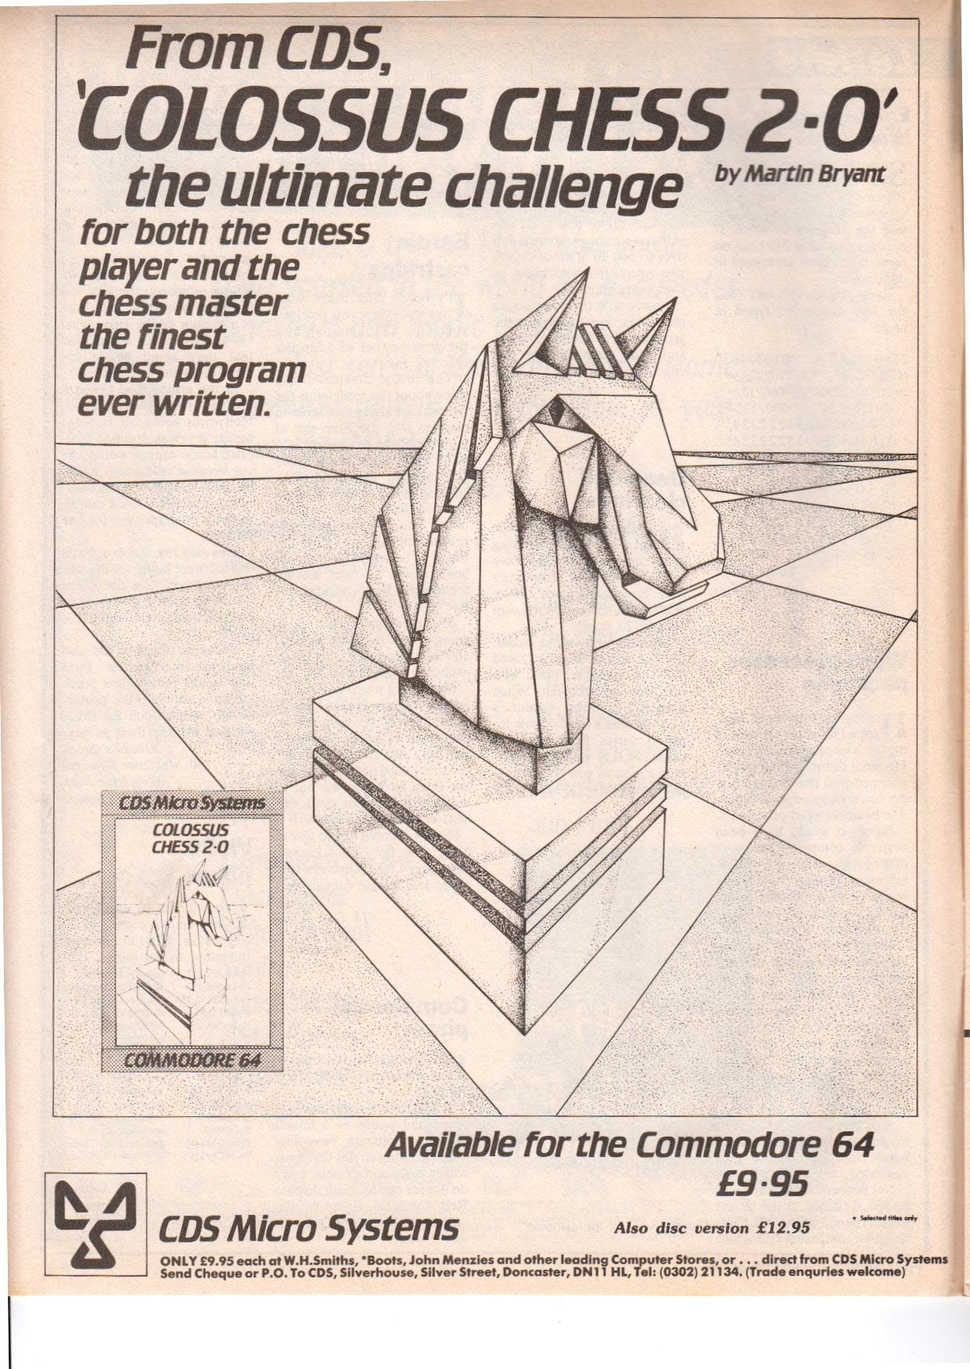 From CDS,
'COLOSSUS CHESS 2·0'
the ultimate challenge
by Martin Bryant
for both the chess
player and the
chess master
the finest
chess program
ever written.
CDS Micro Systems
COLOSSUS
CHESS 2·0
COMMODORE 64
Available for the Commodore 64
£9·95
* Selected titles only
CDS Micro Systems
Also disc version £12.95
ONLY £9.95 each at W.H.Smiths, *Boots, John Menzies and other leading Computer Stores, or . . . direct from CDS Micro Systems
Send Cheque or P.O. To CDS, Silverhouse, Silver Street, Doncaster, DN11 HL, Tel: (0302) 21134. (Trade enquries welcome)